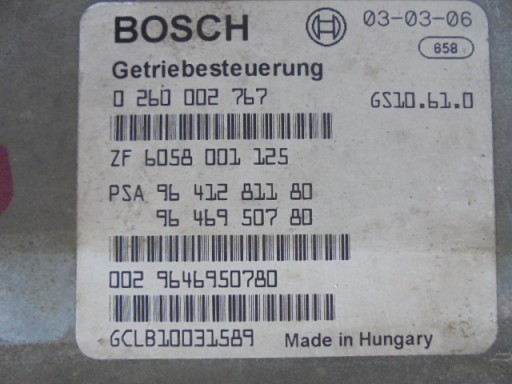 BOSCH 03-03-06
658
Getriebesteuerung
0 260 002 767 GS10.61.0
ZF 6058 001 125
PSA 96 412 811 80
96 469 507 80
002 9646950780
GCLB10031589 Made in Hungary